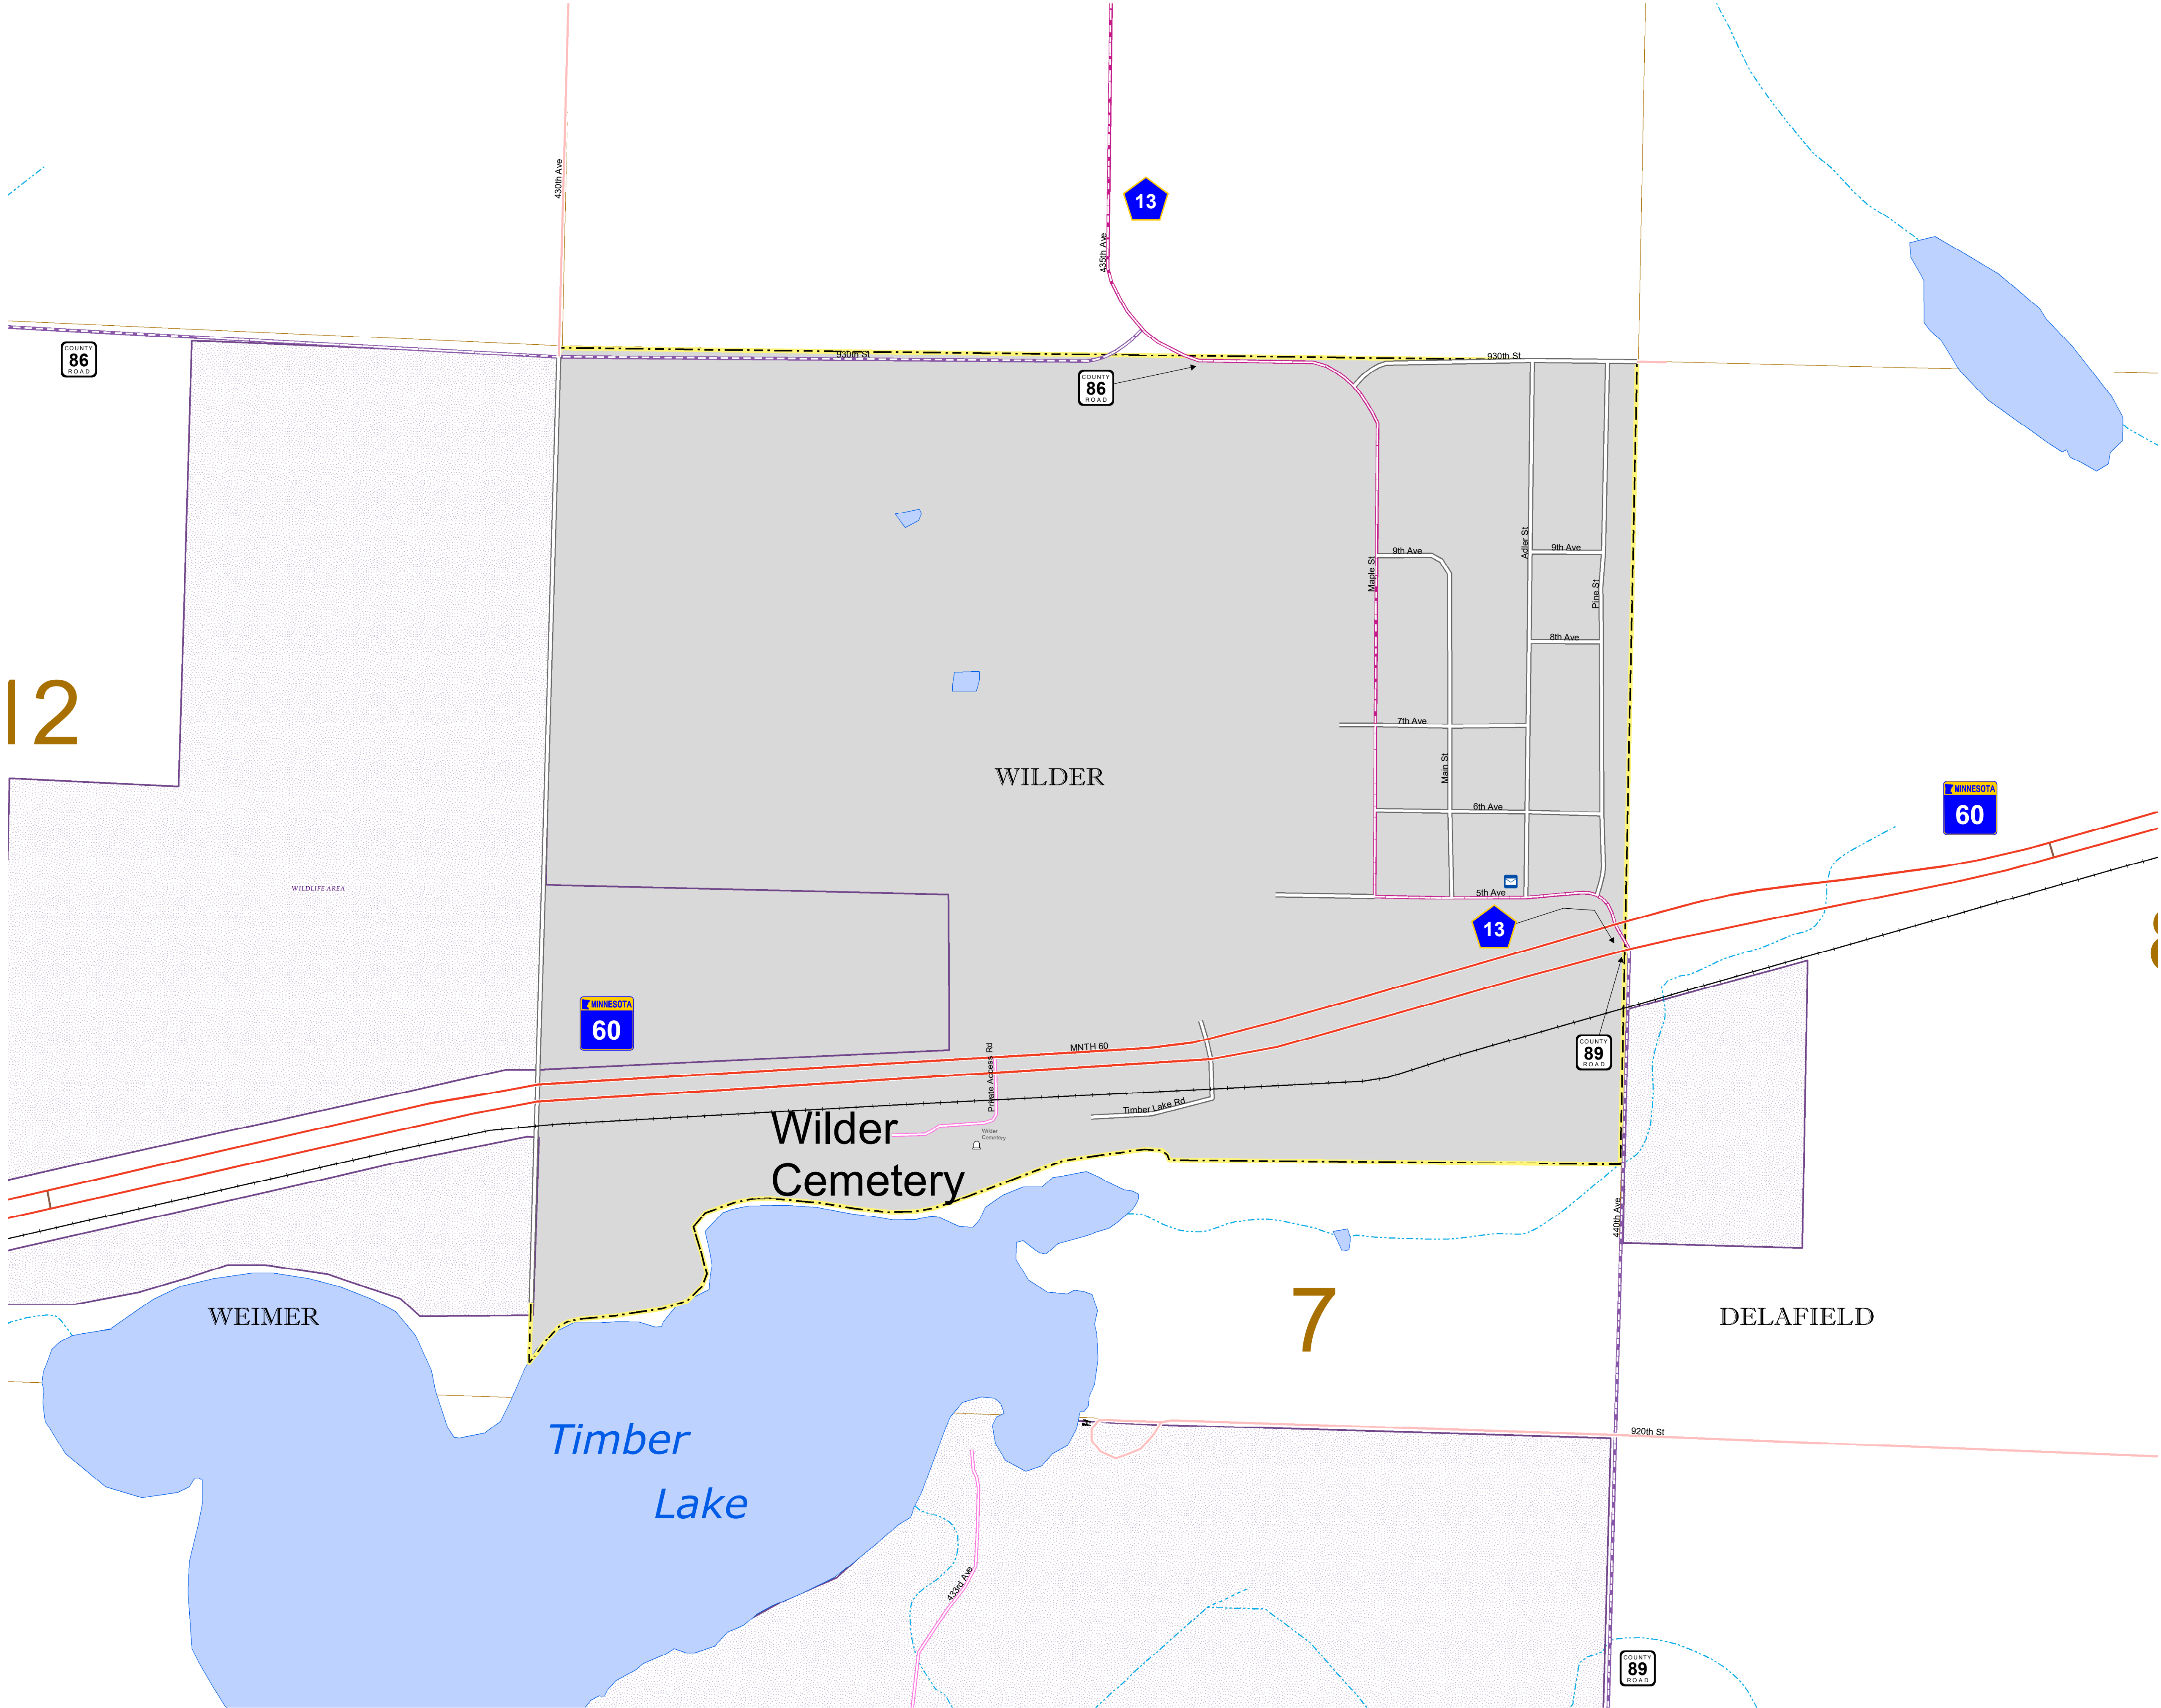 430th Ave
13
435th Ave
COUNTY
86
ROAD
930th St
930th St
COUNTY
86
ROAD
9th Ave
Adler St
9th Ave
Maple St
Pine St
8th Ave
12
7th Ave
WILDER
Main St
MINNESOTA
60
6th Ave
WILDLIFE AREA
5th Ave
13
8
MINNESOTA
60
MNTH 60
COUNTY
89
ROAD
Private Access Rd
Timber Lake Rd
Wilder
Cemetery
Wilder
Cemetery
440th Ave
WEIMER
7
DELAFIELD
Timber
Lake
920th St
433rd Ave
COUNTY
89
ROAD